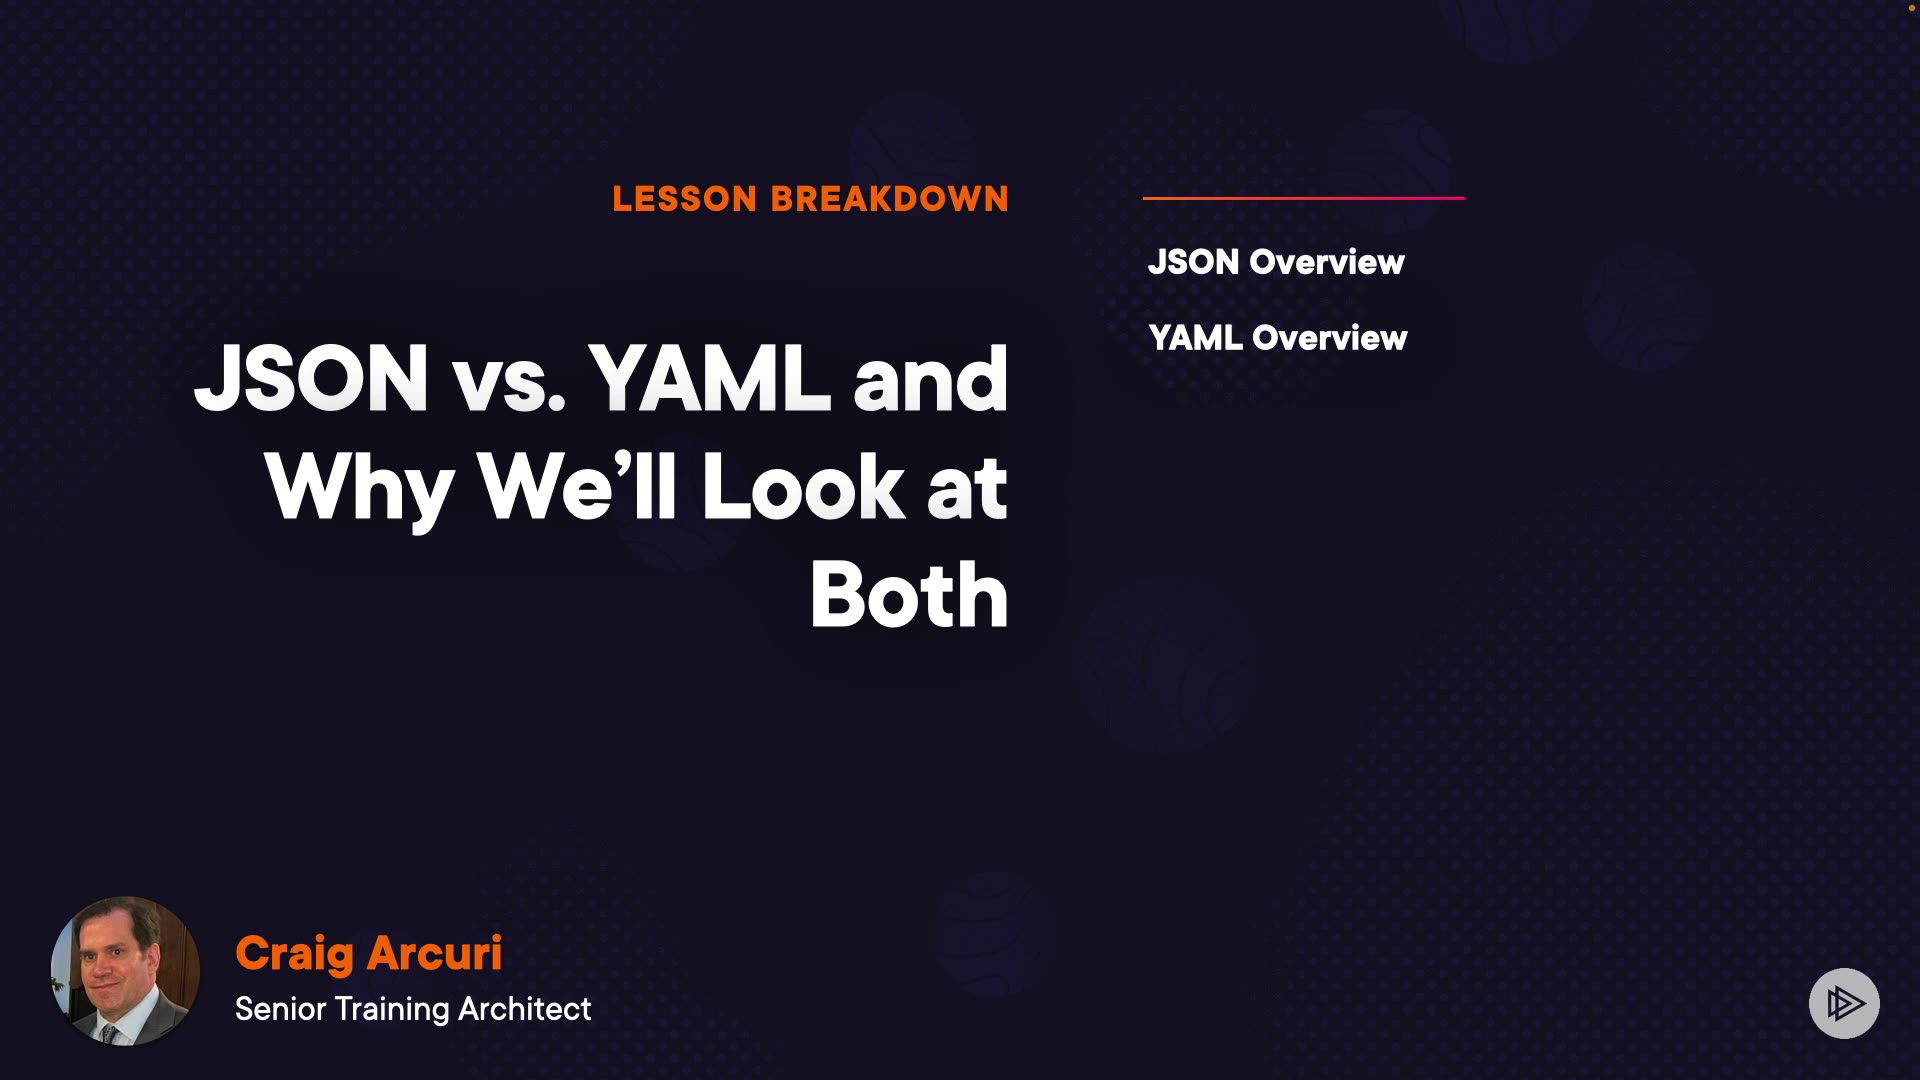 LESSON BREAKDOWN
JSON vs. YAML and
Why We’ll Look at
Both
JSON Overview
YAML Overview
Craig Arcuri
Senior Training Architect